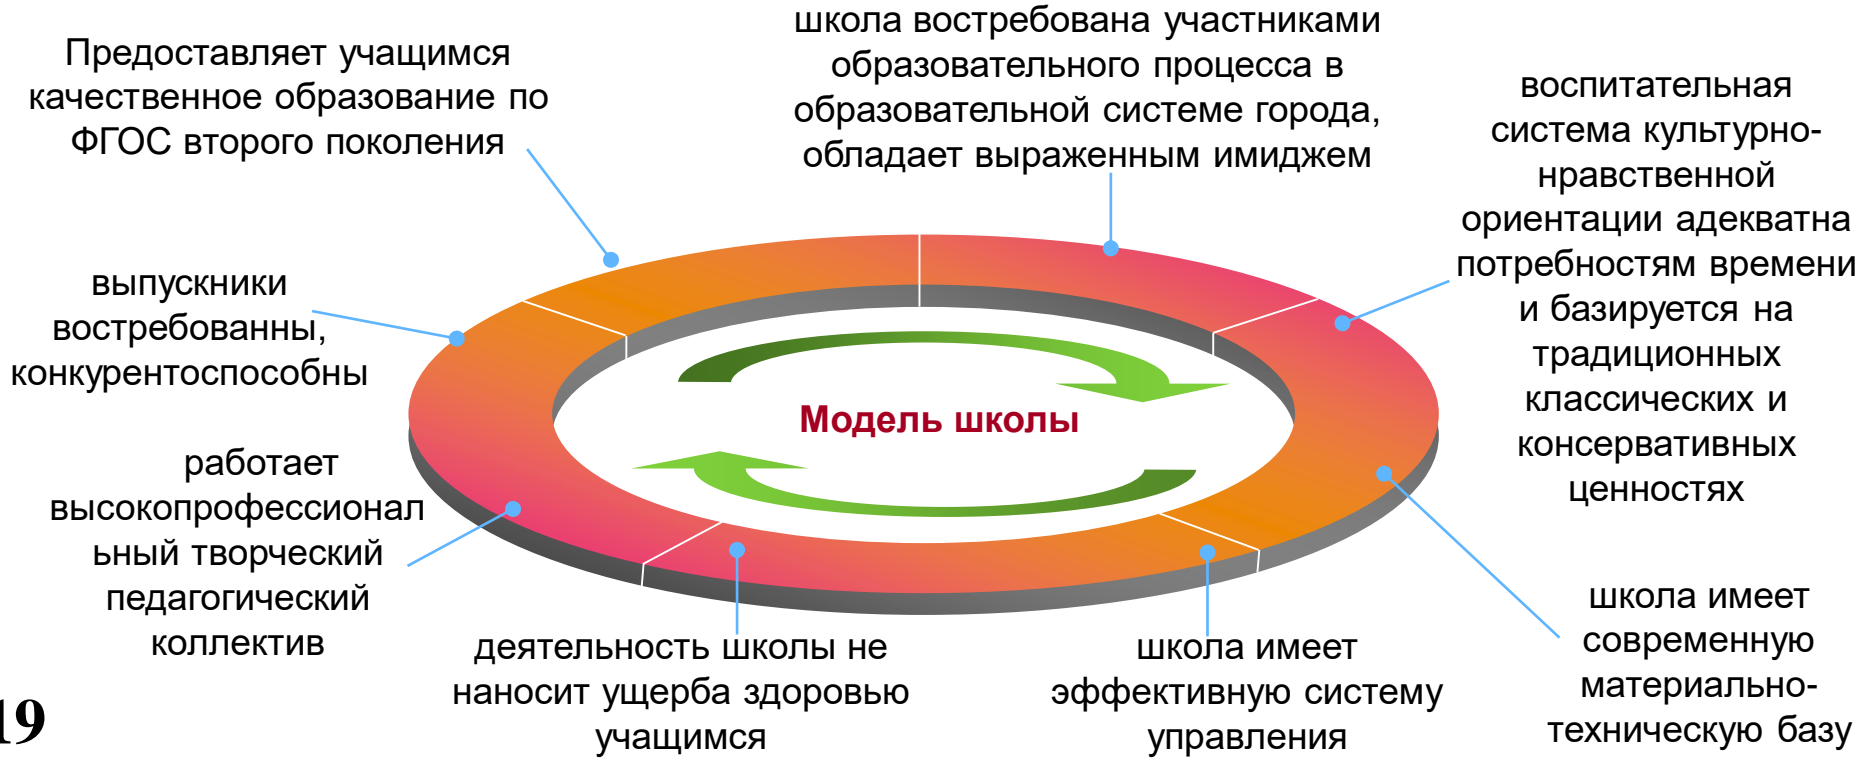 Предоставляет учащимся
качественное образование по
ФГОС второго поколения
школа востребована участниками
образовательного процесса в
образовательной системе города,
обладает выраженным имиджем
воспитательная
система культурно-
нравственной
ориентации адекватна
потребностям времени
и базируется на
традиционных
классических и
консервативных
ценностях
выпускники
востребованны,
конкурентоспособны
Модель школы
работает
высокопрофессионал
ьный творческий
педагогический
коллектив
деятельность школы не
наносит ущерба здоровью
учащимся
школа имеет
эффективную систему
управления
школа имеет
современную
материально-
техническую базу
19